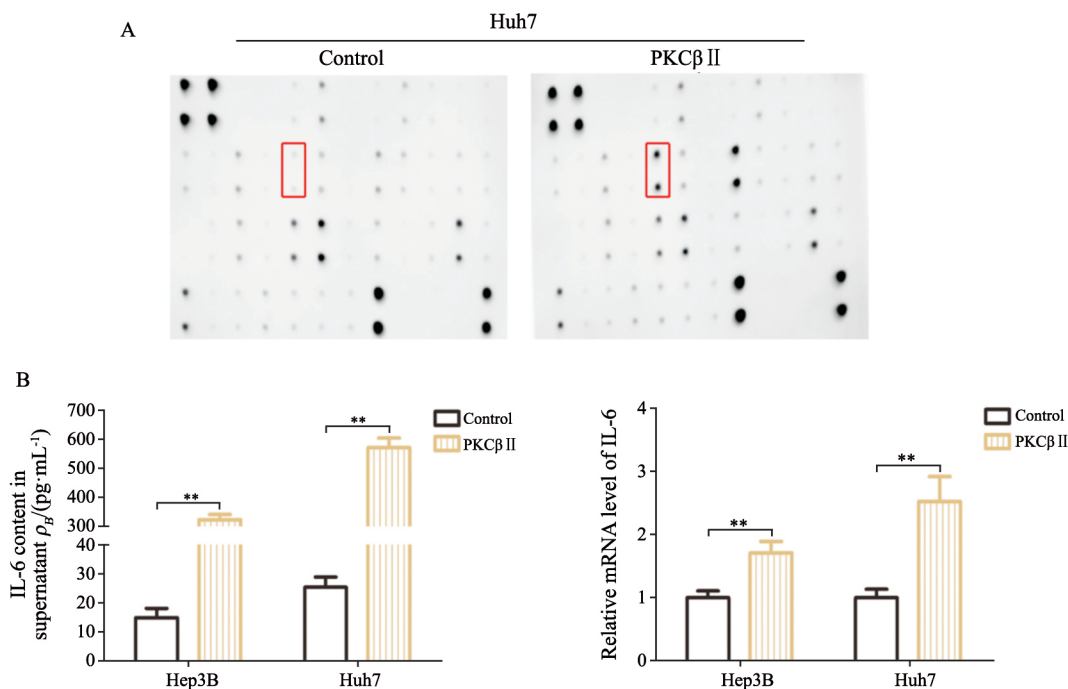 A
Huh7
Control
PKCβⅡ
B
IL-6 content in
supernatant ρB/(pg·mL-1)
700
600
500
400
300
40
30
20
10
0
**
**
Control
PKCβⅡ
Hep3B
Huh7
Relative mRNA level of IL-6
4
3
2
1
0
**
**
Control
PKCβⅡ
Hep3B
Huh7